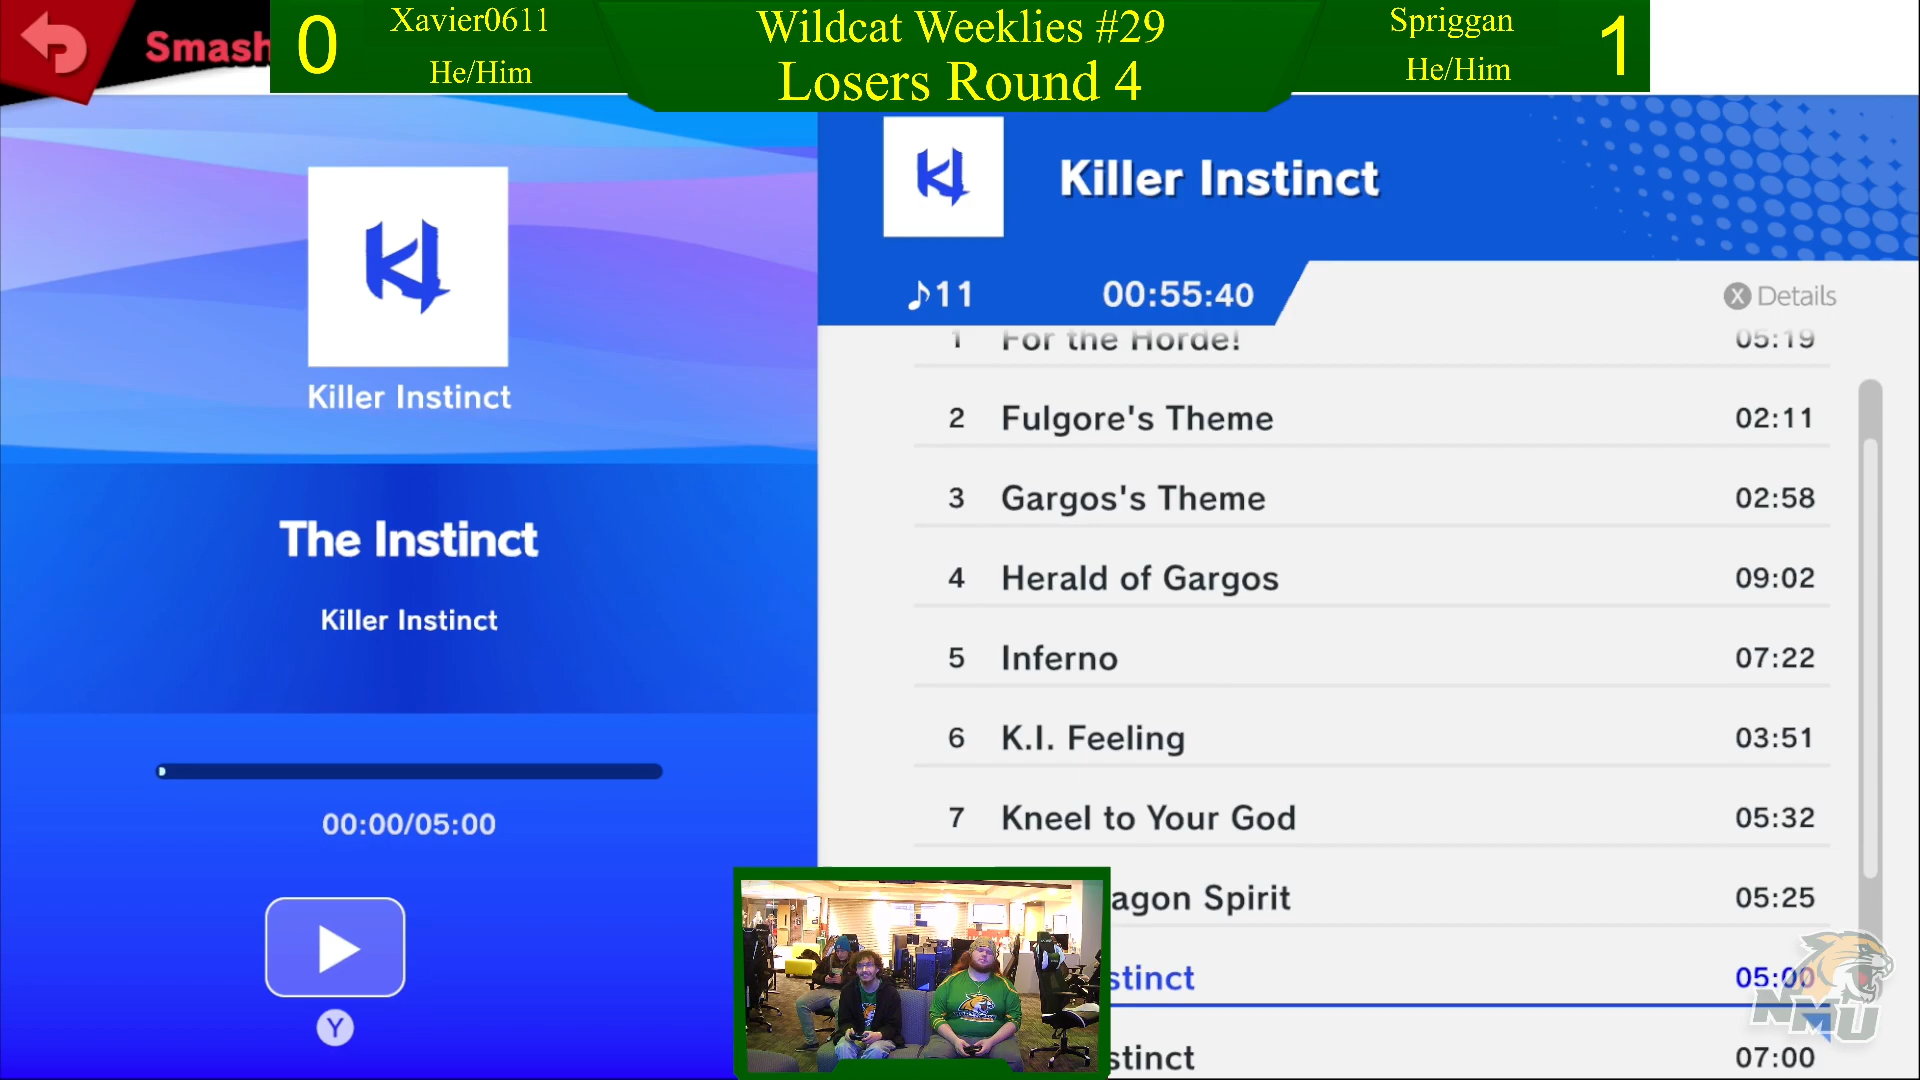 Smash
0
Xavier0611
He/Him
Wildcat Weeklies #29
Losers Round 4
Spriggan
He/Him
1
Killer Instinct
The Instinct
Killer Instinct
00:00/05:00
Y
Killer Instinct
♪11
00:55:40
X Details
1 For the Horde! 05:19
2 Fulgore's Theme 02:11
3 Gargos's Theme 02:58
4 Herald of Gargos 09:02
5 Inferno 07:22
6 K.I. Feeling 03:51
7 Kneel to Your God 05:32
agon Spirit 05:25
stinct 05:00
stinct 07:00
NMU